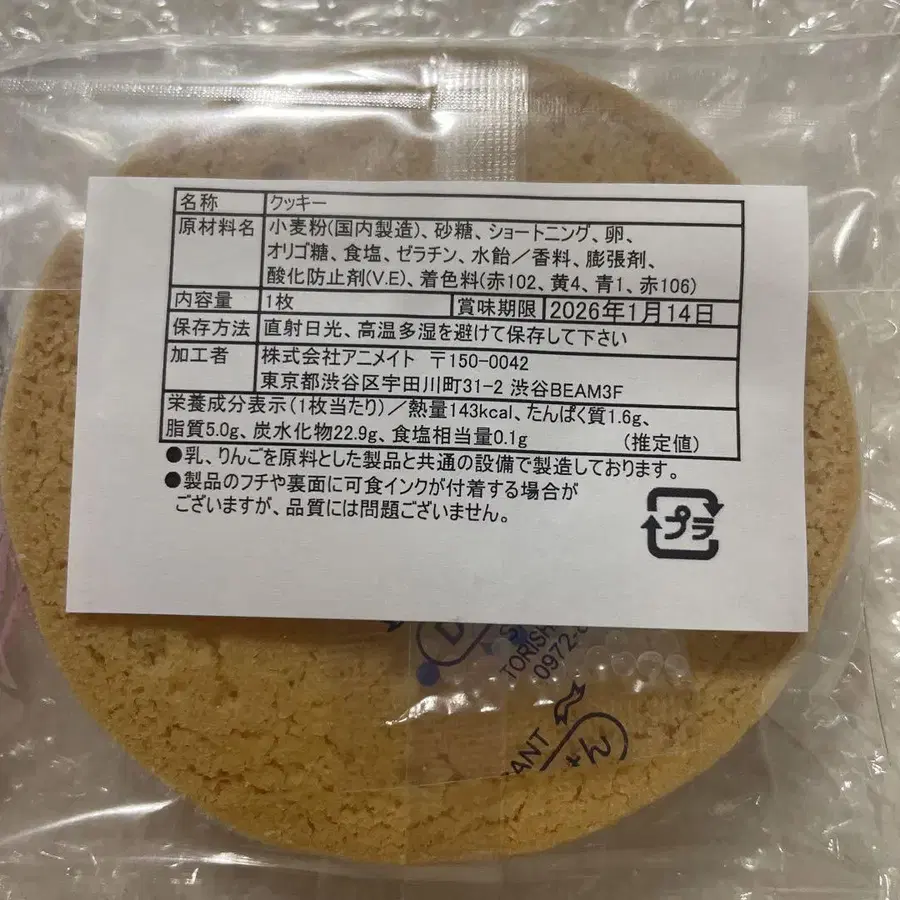 名称 クッキー
原材料名 小麦粉(国内製造)、砂糖、ショートニング、卵、
オリゴ糖、食塩、ゼラチン、水飴/香料、膨張剤、
酸化防止剤(V.E)、着色料(赤102、黄4、青1、赤106)
内容量 1枚 賞味期限 2026年1月14日
保存方法 直射日光、高温多湿を避けて保存して下さい
加工者 株式会社アニメイト 〒150-0042
東京都渋谷区宇田川町31-2 渋谷BEAM3F
栄養成分表示(1枚当たり)/熱量143kcal、たんぱく質1.6g、
脂質5.0g、炭水化物22.9g、食塩相当量0.1g (推定値)
●乳、りんごを原料とした製品と共通の設備で製造しております。
●製品のフチや裏面に可食インクが付着する場合が
ございますが、品質には問題ございません。
プラ
TORISH
0972-
ANT